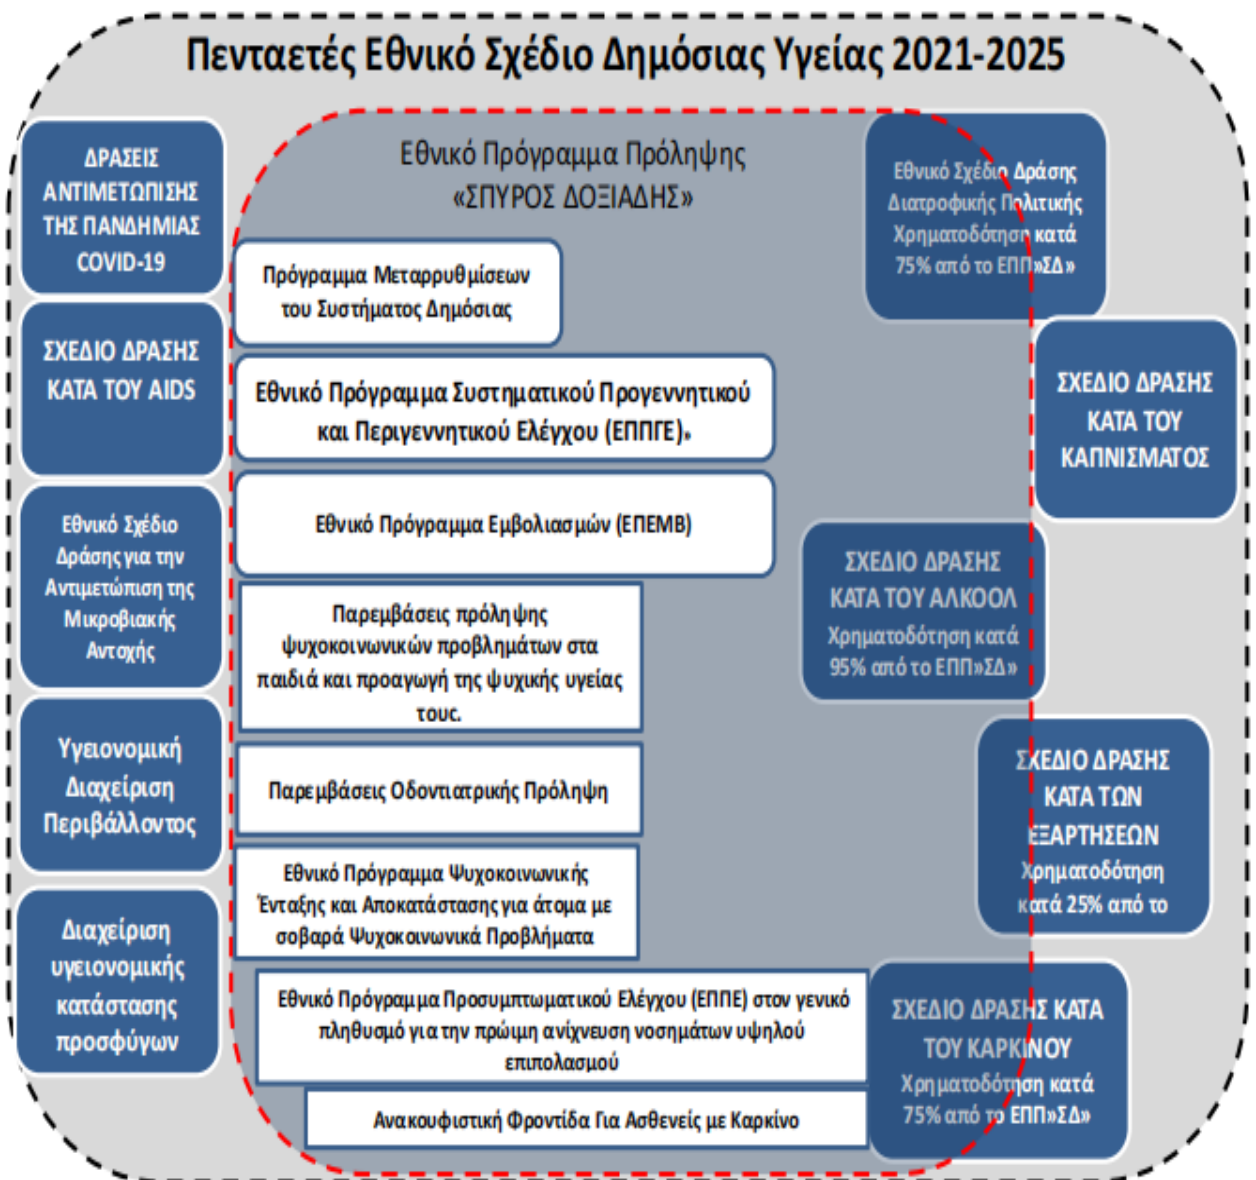 Πενταετές Εθνικό Σχέδιο Δημόσιας Υγείας 2021-2025
ΔΡΑΣΕΙΣ
ΑΝΤΙΜΕΤΩΠΙΣΗΣ
ΤΗΣ ΠΑΝΔΗΜΙΑΣ
COVID-19
ΣΧΕΔΙΟ ΔΡΑΣΗΣ
ΚΑΤΑ ΤΟΥ AIDS
Εθνικό Σχέδιο
Δράσης για την
Αντιμετώπιση της
Μικροβιακής
Αντοχής
Υγειονομική
Διαχείριση
Περιβάλλοντος
Διαχείριση
υγειονομικής
κατάστασης
προσφύγων
Εθνικό Πρόγραμμα Πρόληψης
«ΣΠΥΡΟΣ ΔΟΞΙΑΔΗΣ»
Πρόγραμμα Μεταρρυθμίσεων
του Συστήματος Δημόσιας
Εθνικό Πρόγραμμα Συστηματικού Προγεννητικού
και Περιγεννητικού Ελέγχου (ΕΠΠΓΕ)»
Εθνικό Πρόγραμμα Εμβολιασμών (ΕΠΕΜΒ)
Παρεμβάσεις πρόληψης
ψυχοκοινωνικών προβλημάτων στα
παιδιά και προαγωγή της ψυχικής υγείας
τους.
Παρεμβάσεις Οδοντιατρικής Πρόληψη
Εθνικό Πρόγραμμα Ψυχοκοινωνικής
Ένταξης και Αποκατάστασης για άτομα με
σοβαρά Ψυχοκοινωνικά Προβλήματα
Εθνικό Πρόγραμμα Προσυμπτωματικού Ελέγχου (ΕΠΠΕ) στον γενικό
πληθυσμό για την πρώιμη ανίχνευση νοσημάτων υψηλού
επιπολασμού
Ανακουφιστική Φροντίδα Για Ασθενείς με Καρκίνο
Εθνικό Σχέδιο Δράσης
Διατροφικής Πολιτικής
Χρηματοδότηση κατά
75% από το ΕΠΠ»ΣΔ»
ΣΧΕΔΙΟ ΔΡΑΣΗΣ
ΚΑΤΑ ΤΟΥ
ΚΑΠΝΙΣΜΑΤΟΣ
ΣΧΕΔΙΟ ΔΡΑΣΗΣ
ΚΑΤΑ ΤΟΥ ΑΛΚΟΟΛ
Χρηματοδότηση κατά
95% από το ΕΠΠ»ΣΔ»
ΣΧΕΔΙΟ ΔΡΑΣΗΣ
ΚΑΤΑ ΤΩΝ
ΕΞΑΡΤΗΣΕΩΝ
Χρηματοδότηση
κατά 25% από το
ΣΧΕΔΙΟ ΔΡΑΣΗΣ ΚΑΤΑ
ΤΟΥ ΚΑΡΚΙΝΟΥ
Χρηματοδότηση κατά
75% από το ΕΠΠ»ΣΔ»